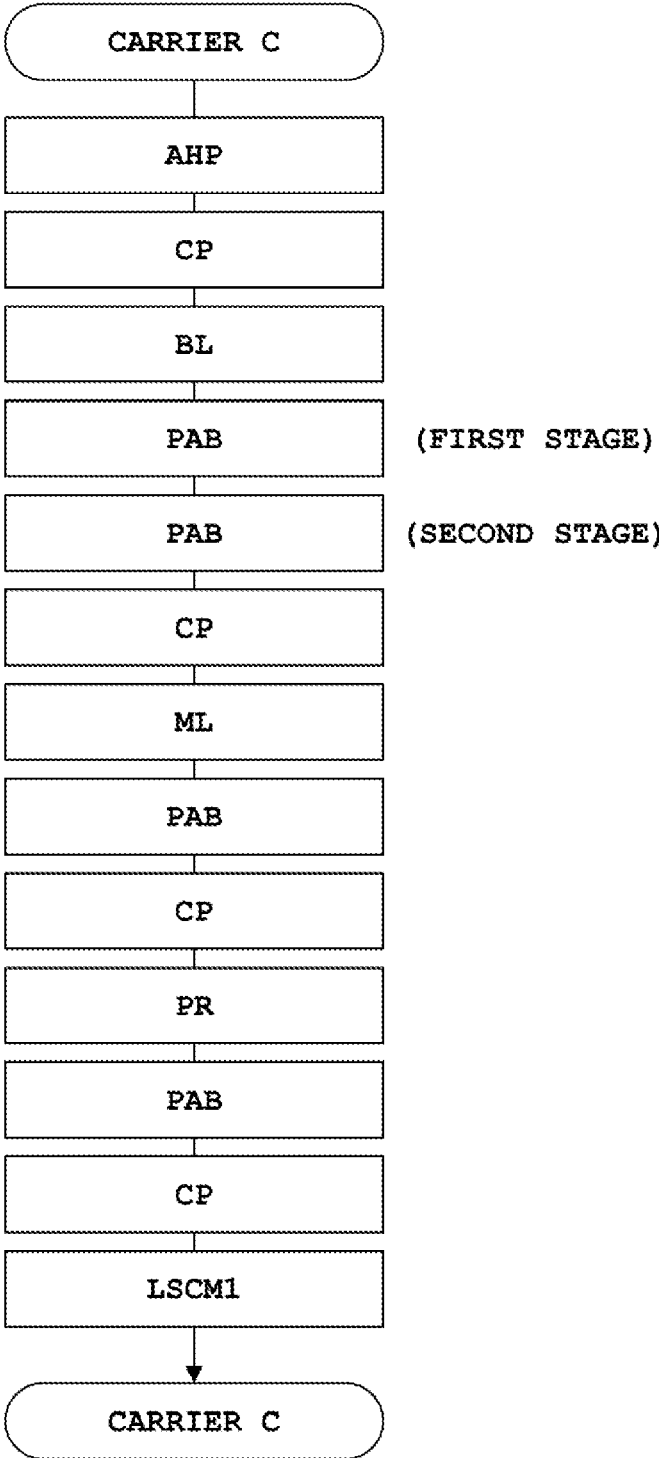 CARRIER C
AHP
CP
BL
PAB (FIRST STAGE)
PAB (SECOND STAGE)
CP
ML
PAB
CP
PR
PAB
CP
LSCM1
CARRIER C